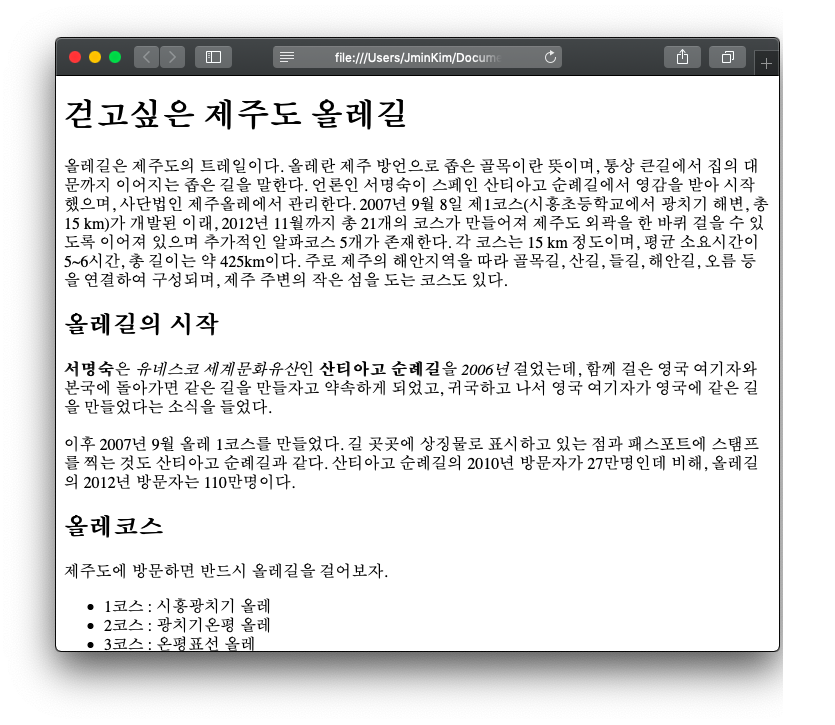 file:///Users/JminKim/Docume
걷고싶은 제주도 올레길
올레길은 제주도의 트레일이다. 올레란 제주 방언으로 좁은 골목이란 뜻이며, 통상 큰길에서 집의 대
문까지 이어지는 좁은 길을 말한다. 언론인 서명숙이 스페인 산티아고 순례길에서 영감을 받아 시작
했으며, 사단법인 제주올레에서 관리한다. 2007년 9월 8일 제1코스(시흥초등학교에서 광치기 해변, 총
15 km)가 개발된 이래, 2012년 11월까지 총 21개의 코스가 만들어져 제주도 외곽을 한 바퀴 걸을 수 있
도록 이어져 있으며 추가적인 알파코스 5개가 존재한다. 각 코스는 15 km 정도이며, 평균 소요시간이
5~6시간, 총 길이는 약 425km이다. 주로 제주의 해안지역을 따라 골목길, 산길, 들길, 해안길, 오름 등
을 연결하여 구성되며, 제주 주변의 작은 섬을 도는 코스도 있다.
올레길의 시작
서명숙은 유네스코 세계문화유산인 산티아고 순례길을 2006년 걸었는데, 함께 걸은 영국 여기자와
본국에 돌아가면 같은 길을 만들자고 약속하게 되었고, 귀국하고 나서 영국 여기자가 영국에 같은 길
을 만들었다는 소식을 들었다.
이후 2007년 9월 올레 1코스를 만들었다. 길 곳곳에 상징물로 표시하고 있는 점과 패스포트에 스탬프
를 찍는 것도 산티아고 순례길과 같다. 산티아고 순례길의 2010년 방문자가 27만명인데 비해, 올레길
의 2012년 방문자는 110만명이다.
올레코스
제주도에 방문하면 반드시 올레길을 걸어보자.
• 1코스 : 시흥광치기 올레
• 2코스 : 광치기온평 올레
• 3코스 : 온평표선 올레